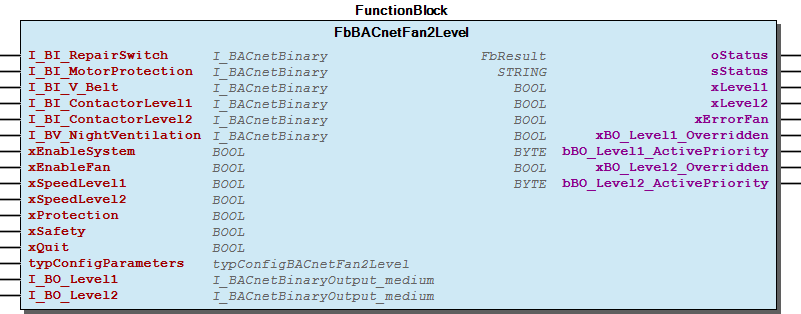 FunctionBlock
FbBACnetFan2Level
I_BI_RepairSwitch I_BACnetBinary FbResult oStatus
I_BI_MotorProtection I_BACnetBinary STRING sStatus
I_BI_V_Belt I_BACnetBinary BOOL xLevel1
I_BI_ContactorLevel1 I_BACnetBinary BOOL xLevel2
I_BI_ContactorLevel2 I_BACnetBinary BOOL xErrorFan
I_BV_NightVentilation I_BACnetBinary BOOL xBO_Level1_Overridden
xEnableSystem BOOL BYTE bBO_Level1_ActivePriority
xEnableFan BOOL BOOL xBO_Level2_Overridden
xSpeedLevel1 BOOL BYTE bBO_Level2_ActivePriority
xSpeedLevel2 BOOL
xProtection BOOL
xSafety BOOL
xQuit BOOL
typConfigParameters typConfigBACnetFan2Level
I_BO_Level1 I_BACnetBinaryOutput_medium
I_BO_Level2 I_BACnetBinaryOutput_medium